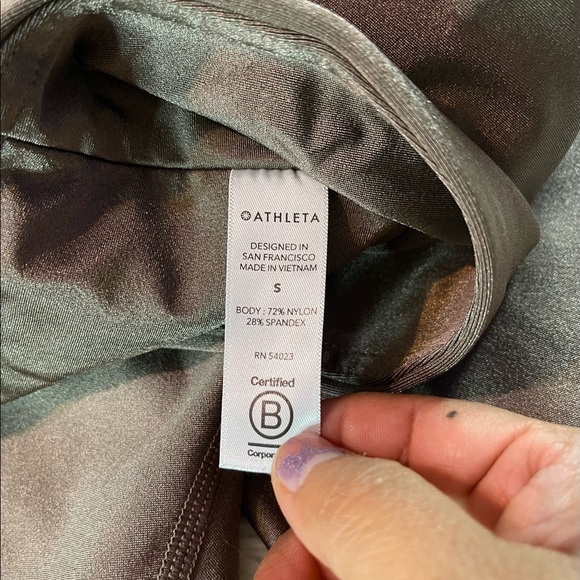 ATHLETA
DESIGNED IN
SAN FRANCISCO
MADE IN VIETNAM
S
BODY : 72% NYLON
28% SPANDEX
RN 54023
Certified
B